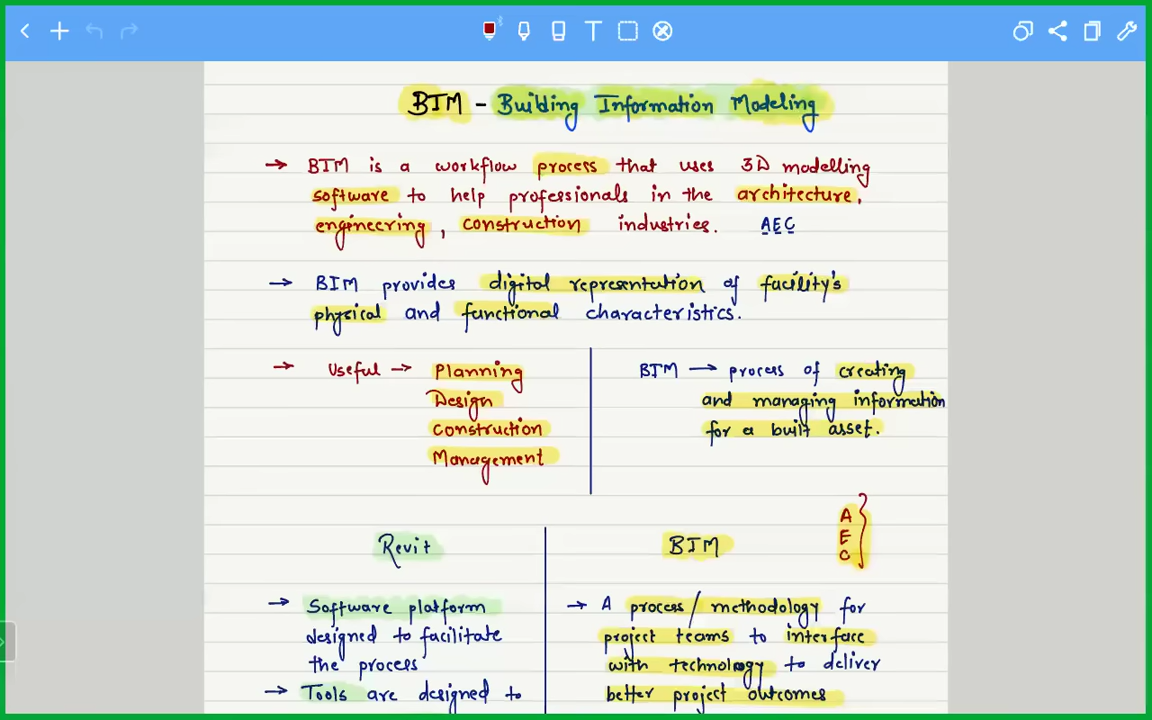 BIM - Building Information Modeling
→ BIM is a workflow process that uses 3D modelling
software to help professionals in the architecture,
engineering, construction industries. AEC
→ BIM provides digital representation of facility's
physical and functional characteristics.
→ Useful → Planning
Design
Construction
Management
BIM → process of creating
and managing information
for a built asset.
Revit
→ Software platform
designed to facilitate
the process
→ Tools are designed to
BIM
A
E
C
→ A process/methodology for
project teams to interface
with technology to deliver
better project outcomes